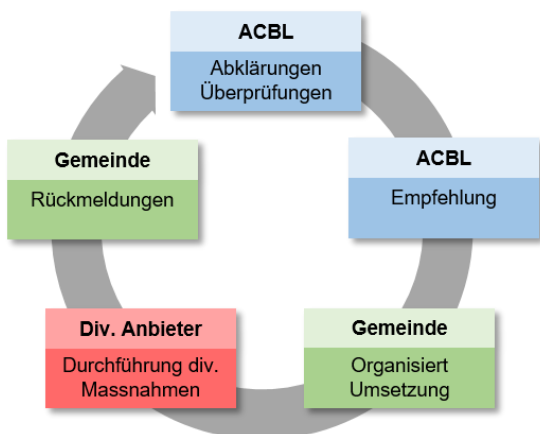 ACBL
Abklärungen
Überprüfungen
ACBL
Empfehlung
Gemeinde
Organisiert
Umsetzung
Div. Anbieter
Durchführung div.
Massnahmen
Gemeinde
Rückmeldungen